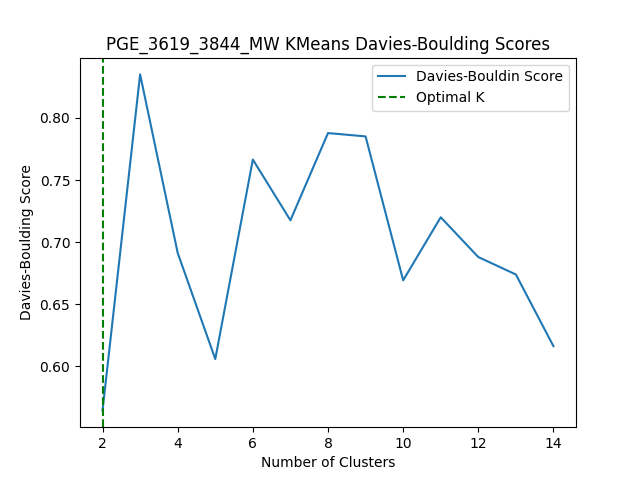 PGE_3619_3844_MW KMeans Davies-Boulding Scores
Davies-Bouldin Score
Optimal K
Davies-Boulding Score
0.80
0.75
0.70
0.65
0.60
2 4 6 8 10 12 14
Number of Clusters